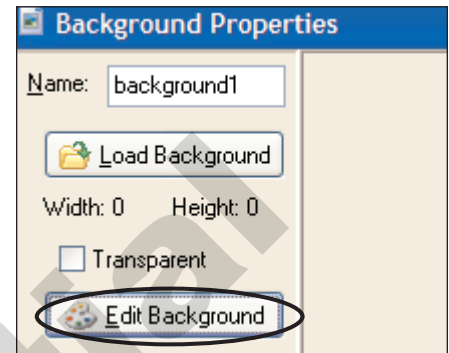 Background Properties
Name: background1
Load Background
Width: 0 Height: 0
Transparent
Edit Background